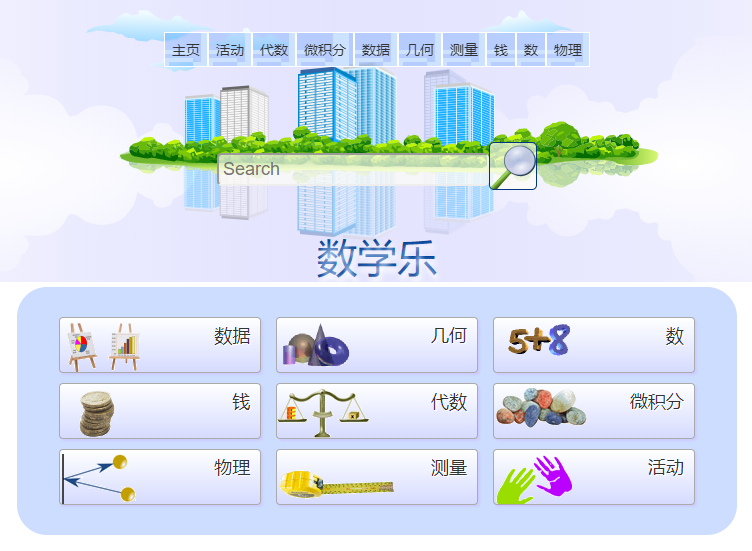 主页 活动 代数 微积分 数据 几何 测量 钱 数 物理
Search
数学乐
数据 几何 5+8 数
钱 代数 微积分
物理 测量 活动